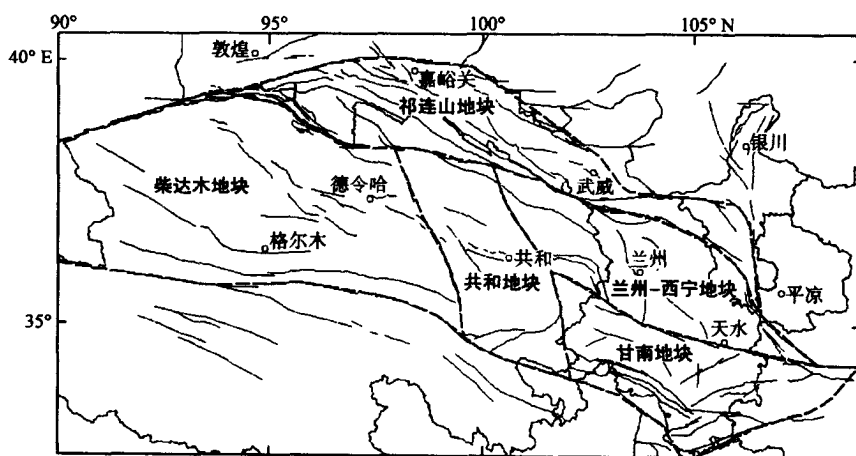 90°
95°
100°
105°N
40°E
35°
敦煌
嘉峪关
祁连山地块
银川
柴达木地块
德令哈
武威
格尔木
共和
共和地块
兰州
兰州-西宁地块
平凉
天水
甘南地块